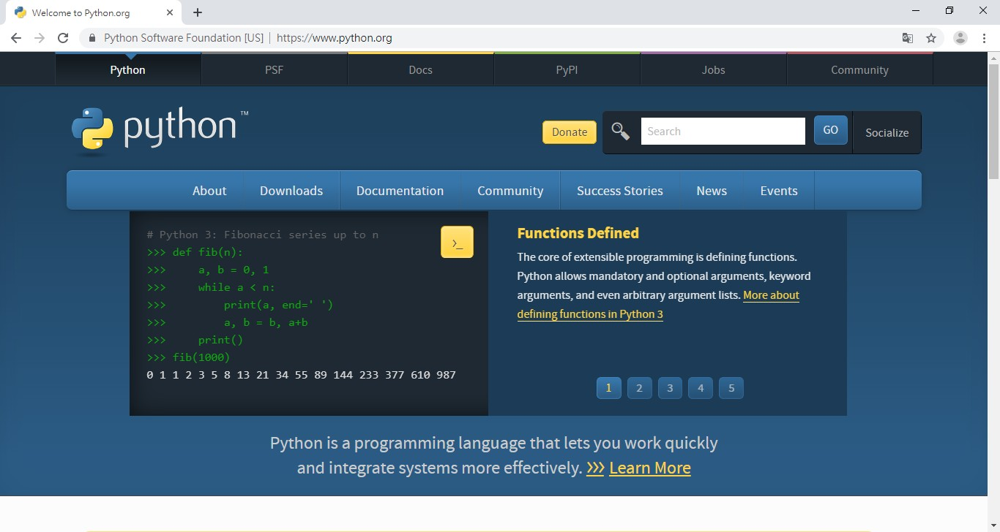 Welcome to Python.org
Python Software Foundation [US] | https://www.python.org
Python PSF Docs PyPI Jobs Community
python™
Donate Search GO Socialize
About Downloads Documentation Community Success Stories News Events
# Python 3: Fibonacci series up to n
>>> def fib(n):
>>>     a, b = 0, 1
>>>     while a < n:
>>>         print(a, end=' ')
>>>         a, b = b, a+b
>>>     print()
>>> fib(1000)
0 1 1 2 3 5 8 13 21 34 55 89 144 233 377 610 987
>_
Functions Defined
The core of extensible programming is defining functions.
Python allows mandatory and optional arguments, keyword
arguments, and even arbitrary argument lists. More about
defining functions in Python 3
1 2 3 4 5
Python is a programming language that lets you work quickly
and integrate systems more effectively. >>> Learn More